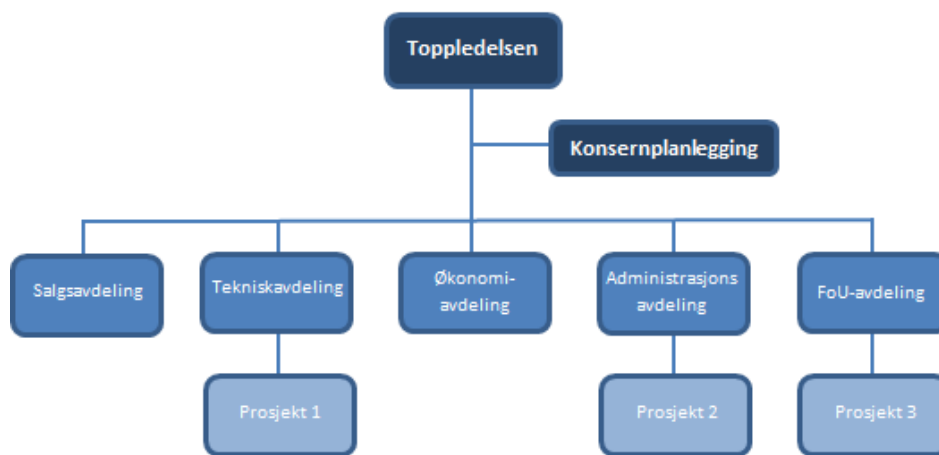 Toppledelsen
Konsernplanlegging
Salgsavdeling
Tekniskavdeling
Økonomi-
avdeling
Administrasjons
avdeling
FoU-avdeling
Prosjekt 1
Prosjekt 2
Prosjekt 3